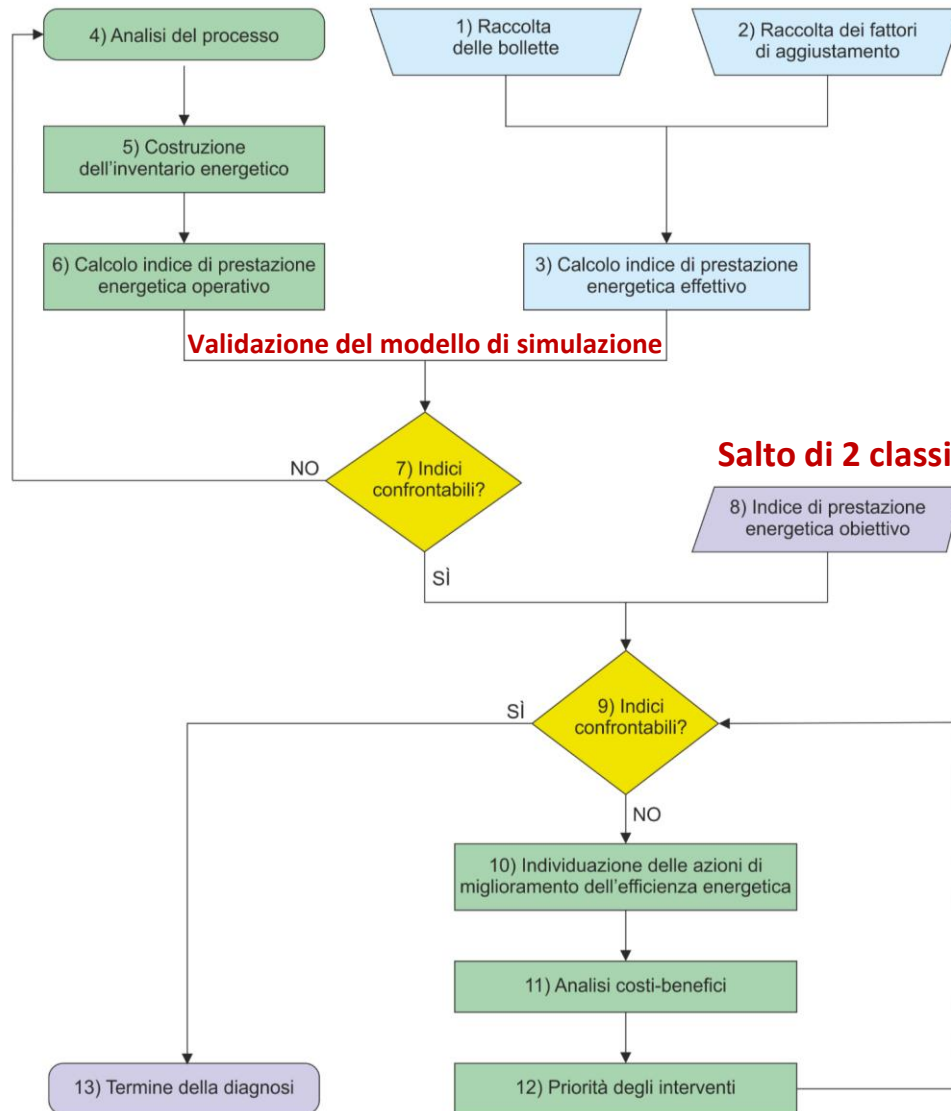 4) Analisi del processo
1) Raccolta
delle bollette
2) Raccolta dei fattori
di aggiustamento
5) Costruzione
dell'inventario energetico
6) Calcolo indice di prestazione
energetica operativo
3) Calcolo indice di prestazione
energetica effettivo
Validazione del modello di simulazione
NO
7) Indici
confrontabili?
Salto di 2 classi
8) Indice di prestazione
energetica obiettivo
SÌ
SÌ
9) Indici
confrontabili?
NO
10) Individuazione delle azioni di
miglioramento dell'efficienza energetica
11) Analisi costi-benefici
13) Termine della diagnosi
12) Priorità degli interventi